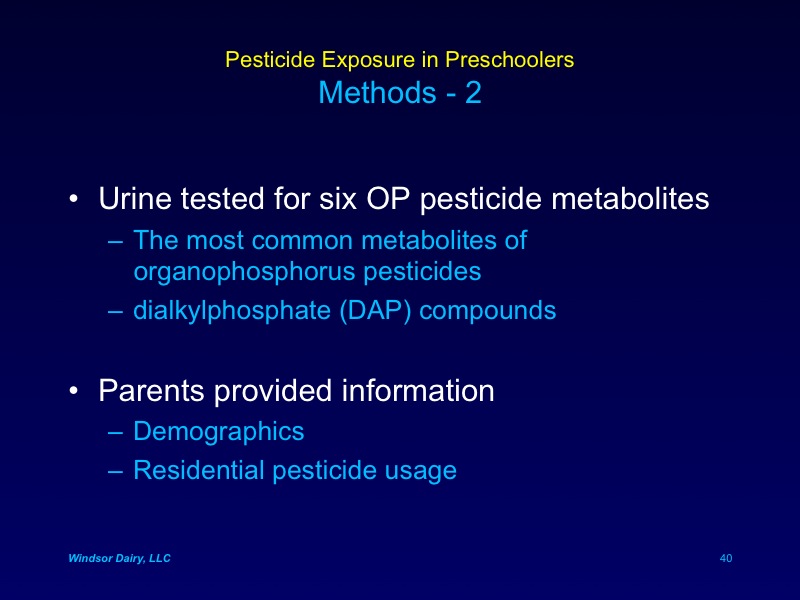 Pesticide Exposure in Preschoolers
Methods - 2
• Urine tested for six OP pesticide metabolites
– The most common metabolites of
organophosphorus pesticides
– dialkylphosphate (DAP) compounds
• Parents provided information
– Demographics
– Residential pesticide usage
Windsor Dairy, LLC
40